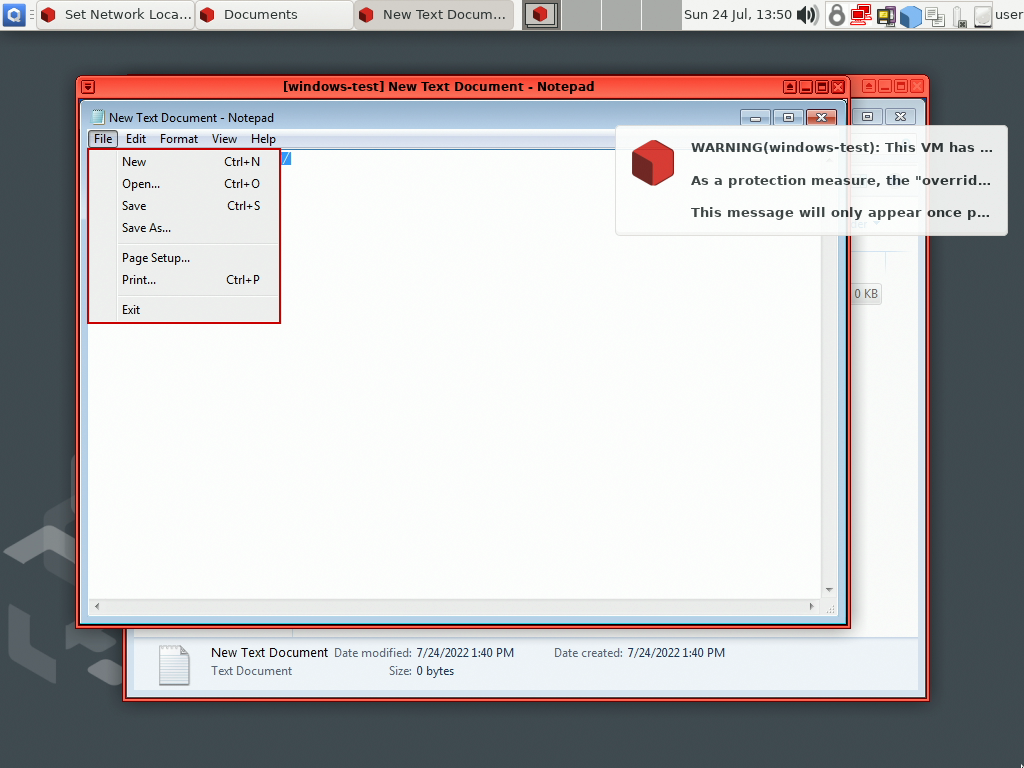 Set Network Loca...
Documents
New Text Docum...
Sun 24 Jul, 13:50
user
[windows-test] New Text Document - Notepad
New Text Document - Notepad
File Edit Format View Help
New Ctrl+N
Open... Ctrl+O
Save Ctrl+S
Save As...
Page Setup...
Print... Ctrl+P
Exit
/
WARNING(windows-test): This VM has ...
As a protection measure, the "overrid...
This message will only appear once p...
0 KB
New Text Document Date modified: 7/24/2022 1:40 PM Date created: 7/24/2022 1:40 PM
Text Document Size: 0 bytes